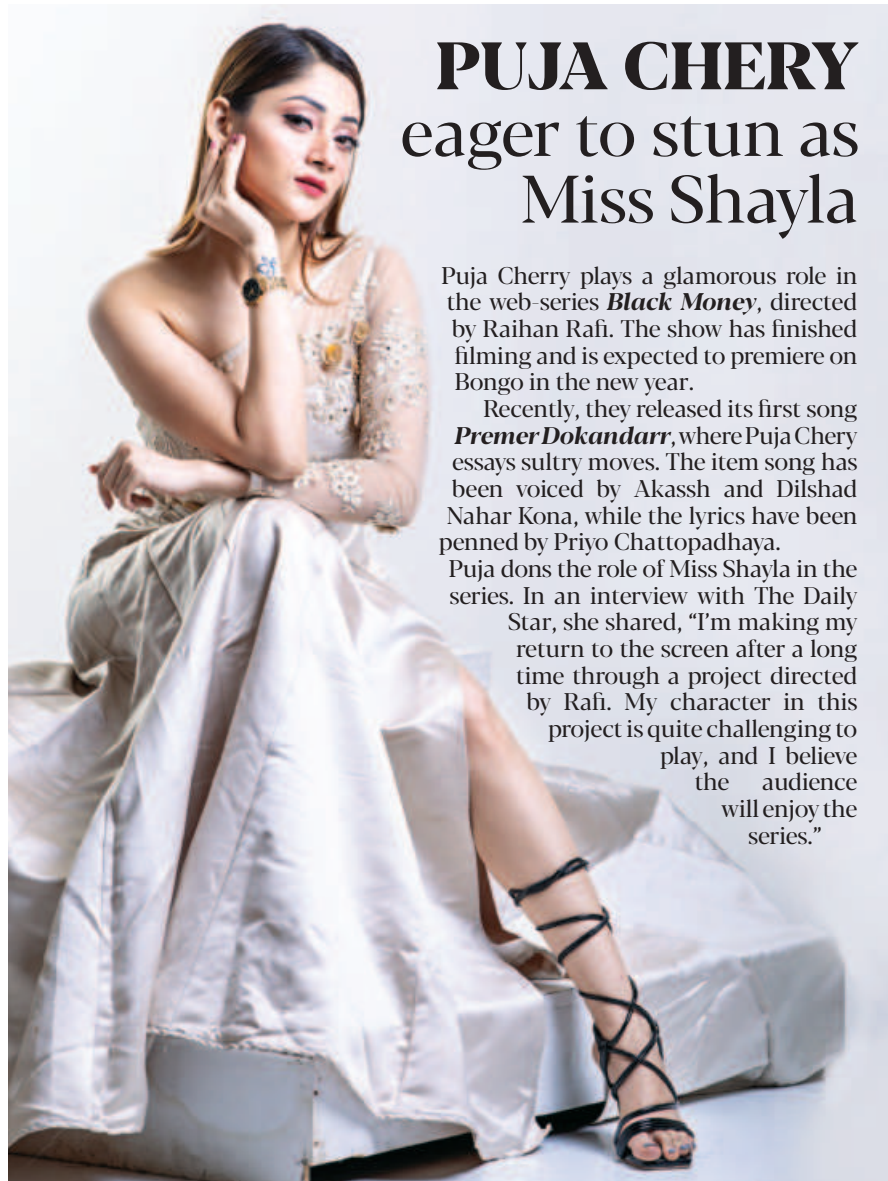 PUJA CHERY
eager to stun as
Miss Shayla
Puja Cherry plays a glamorous role in
the web-series Black Money, directed
by Raihan Rafi. The show has finished
filming and is expected to premiere on
Bongo in the new year.
Recently, they released its first song
Premer Dokandarr, where Puja Chery
essays sultry moves. The item song has
been voiced by Akassh and Dilshad
Nahar Kona, while the lyrics have been
penned by Priyo Chattopadhaya.
Puja dons the role of Miss Shayla in the
series. In an interview with The Daily
Star, she shared, “I’m making my
return to the screen after a long
time through a project directed
by Rafi. My character in this
project is quite challenging to
play, and I believe
the audience
will enjoy the
series.”